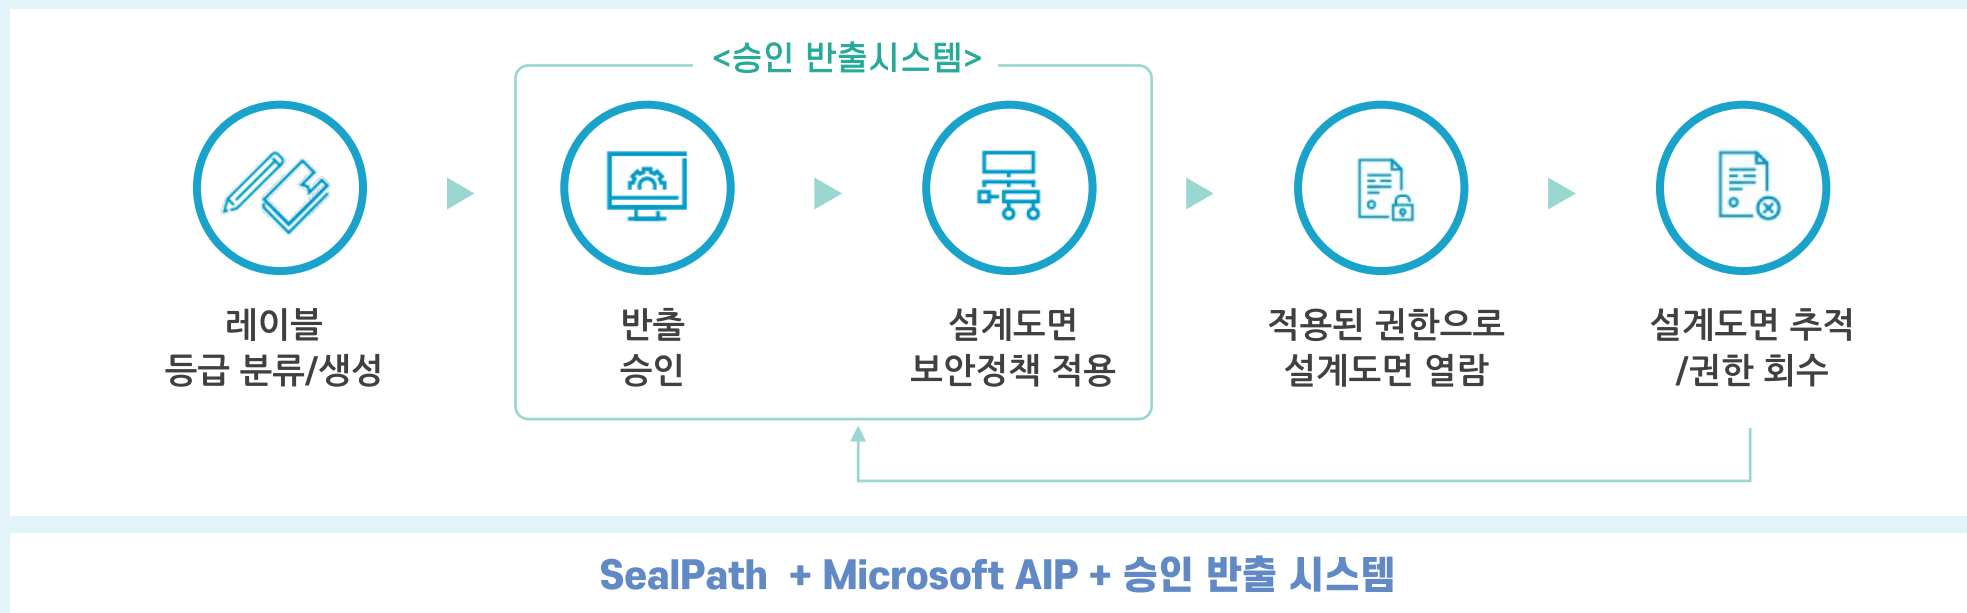 <승인 반출시스템>
레이블
등급 분류/생성
반출
승인
설계도면
보안정책 적용
적용된 권한으로
설계도면 열람
설계도면 추적
/권한 회수
SealPath + Microsoft AIP + 승인 반출 시스템